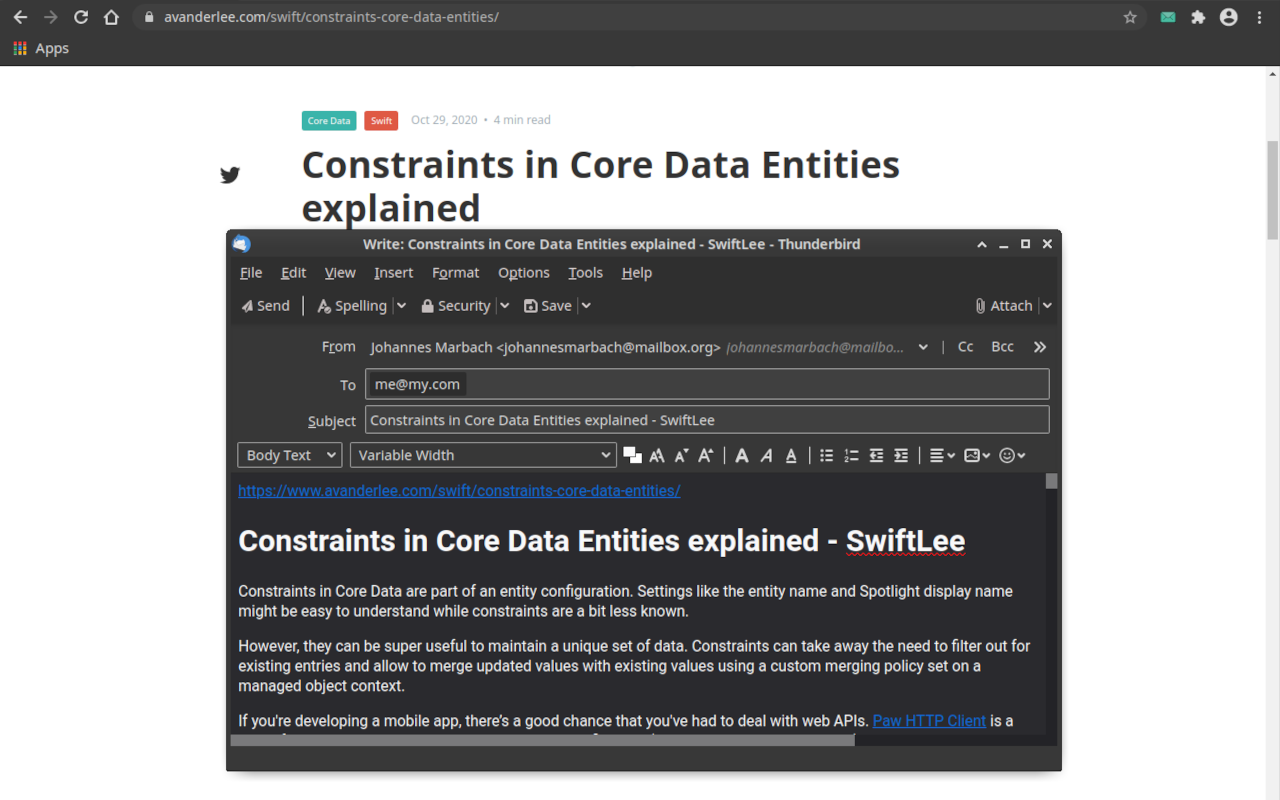 avanderlee.com/swift/constraints-core-data-entities/
Apps
Core Data Swift Oct 29, 2020 • 4 min read
Constraints in Core Data Entities
explained
Write: Constraints in Core Data Entities explained - SwiftLee - Thunderbird
File Edit View Insert Format Options Tools Help
Send Spelling Security Save Attach
From Johannes Marbach <johannesmarbach@mailbox.org> johannesmarbach@mailbo... Cc Bcc
To me@my.com
Subject Constraints in Core Data Entities explained - SwiftLee
Body Text Variable Width
https://www.avanderlee.com/swift/constraints-core-data-entities/
Constraints in Core Data Entities explained - SwiftLee
Constraints in Core Data are part of an entity configuration. Settings like the entity name and Spotlight display name
might be easy to understand while constraints are a bit less known.
However, they can be super useful to maintain a unique set of data. Constraints can take away the need to filter out for
existing entries and allow to merge updated values with existing values using a custom merging policy set on a
managed object context.
If you're developing a mobile app, there's a good chance that you've had to deal with web APIs. Paw HTTP Client is a